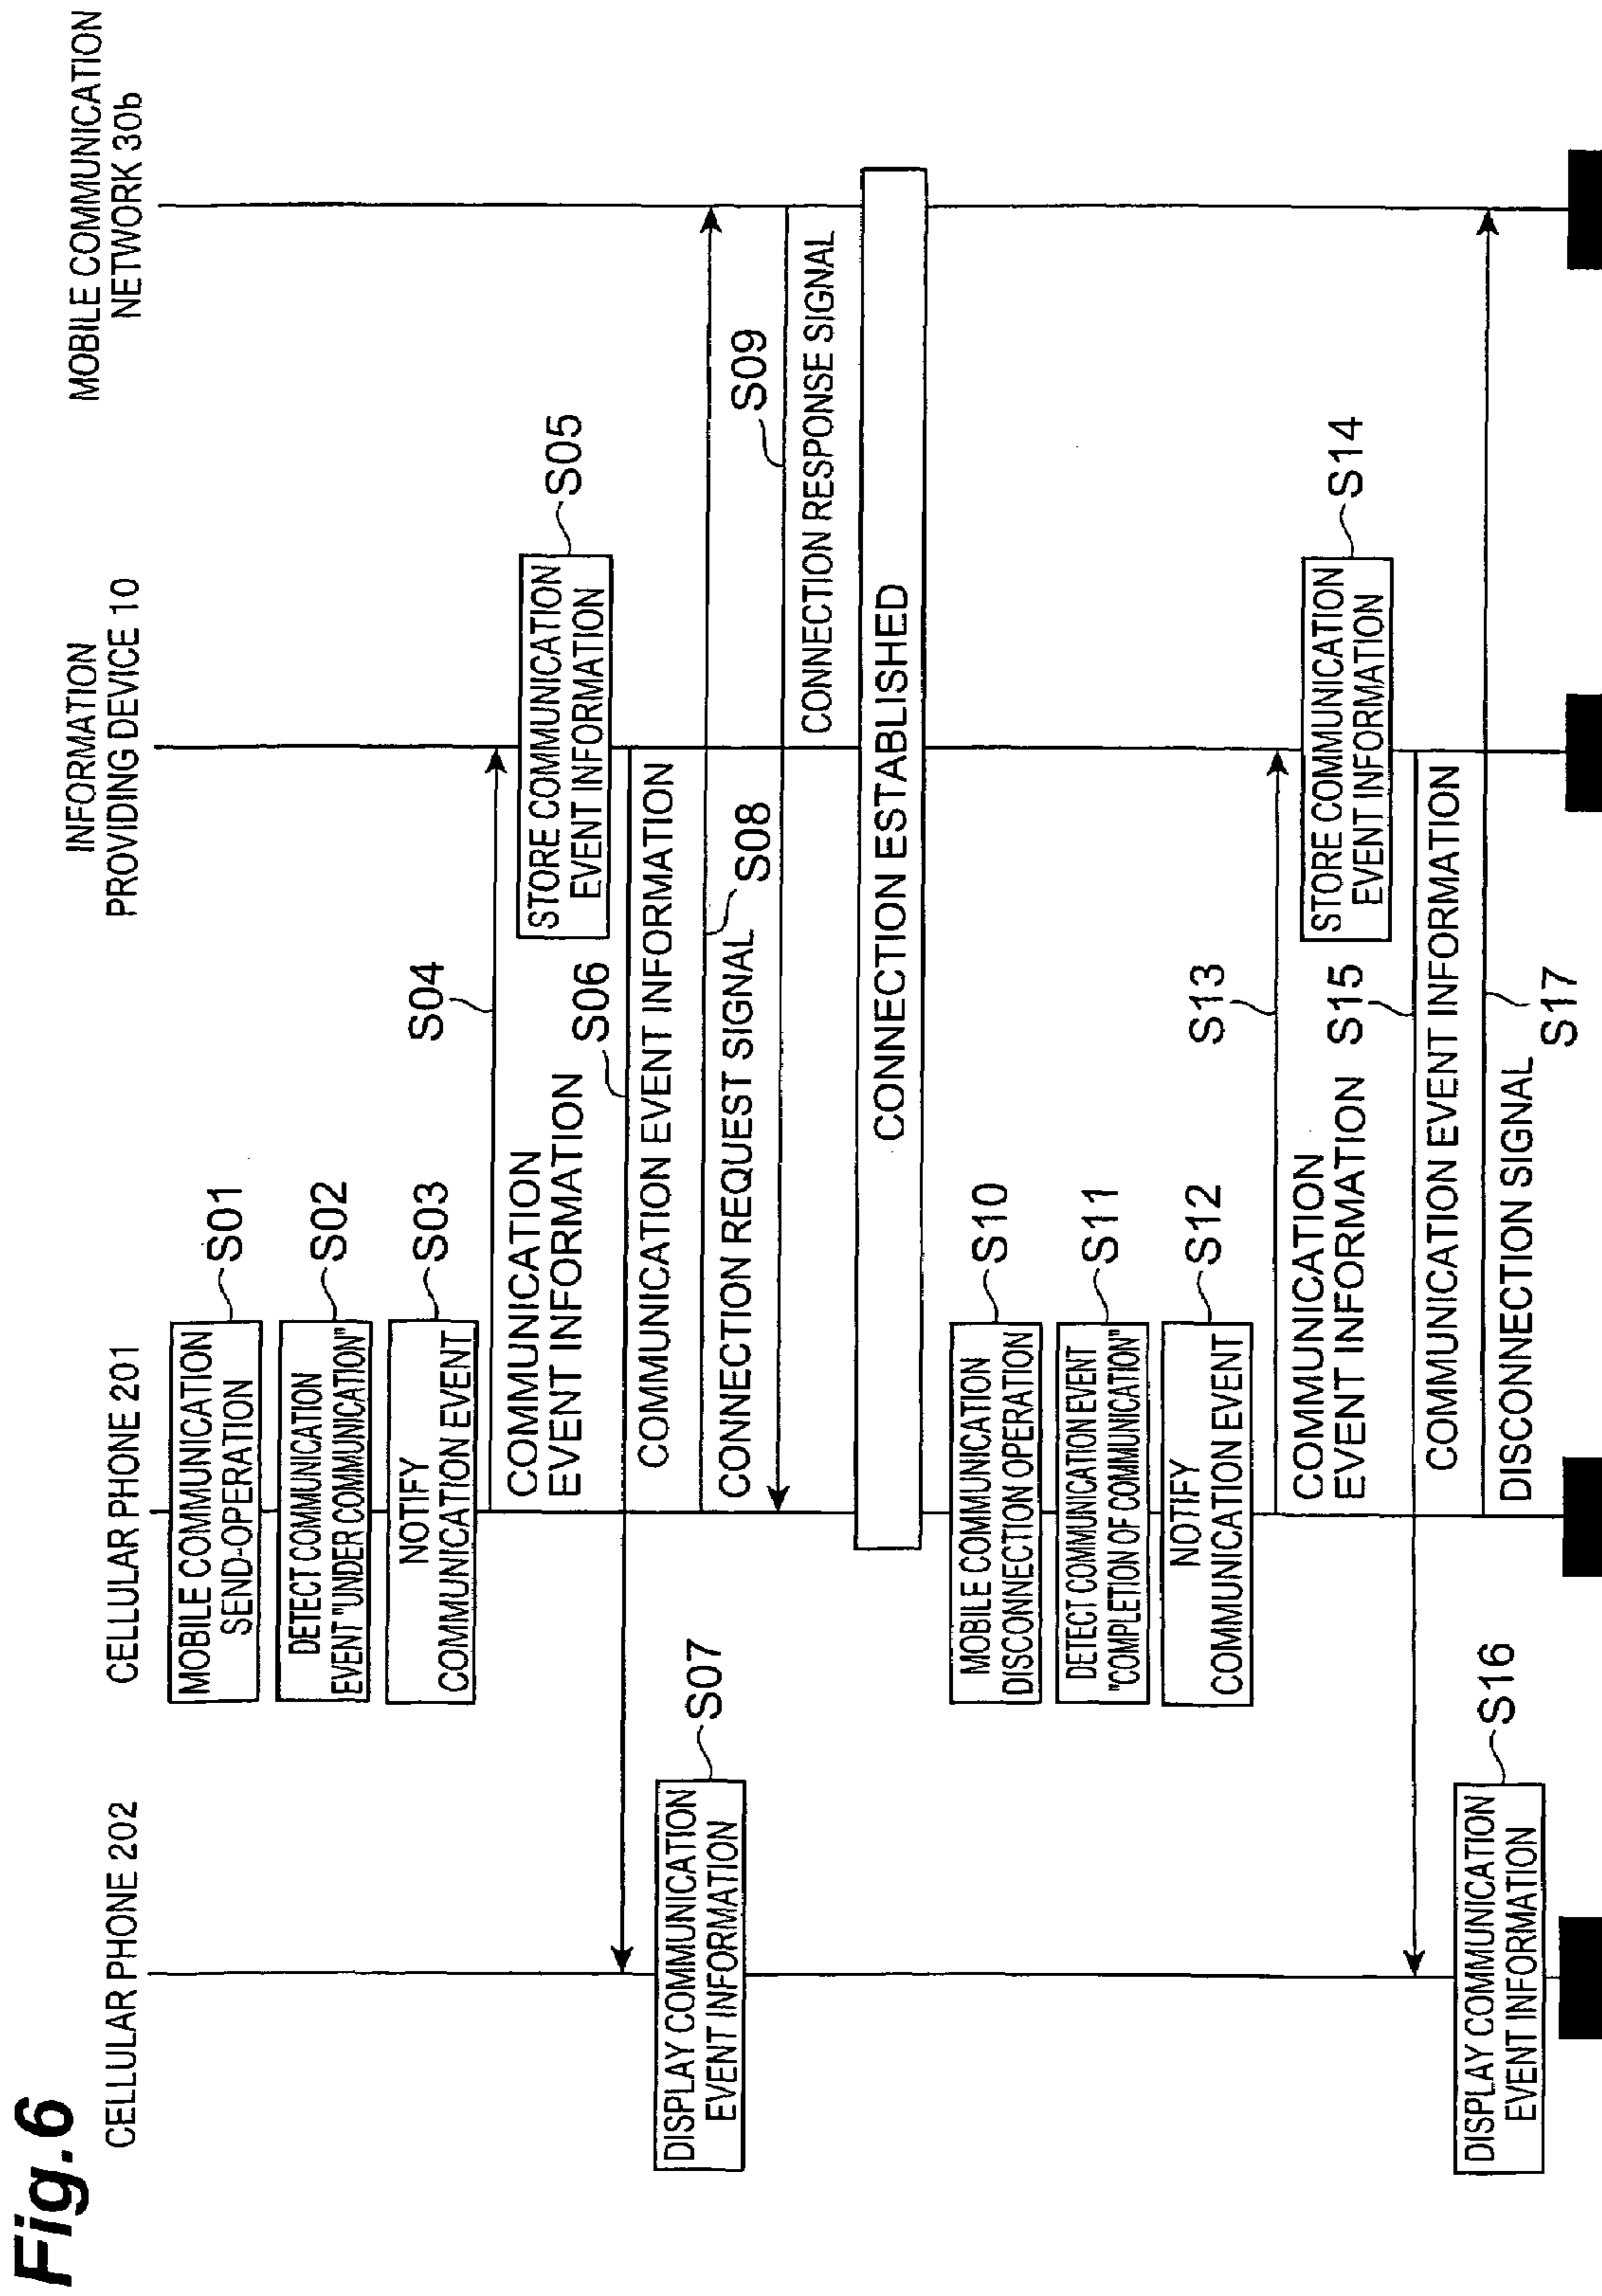 Fig.6
CELLULAR PHONE 202
CELLULAR PHONE 201
INFORMATION
PROVIDING DEVICE 10
MOBILE COMMUNICATION
NETWORK 30b
MOBILE COMMUNICATION
SEND-OPERATION
S01
DETECT COMMUNICATION
EVENT "UNDER COMMUNICATION"
S02
NOTIFY
COMMUNICATION EVENT
S03
S04
COMMUNICATION
EVENT INFORMATION
STORE COMMUNICATION
EVENT INFORMATION
S05
S06
COMMUNICATION EVENT INFORMATION
DISPLAY COMMUNICATION
EVENT INFORMATION
S07
CONNECTION REQUEST SIGNAL
S08
S09
CONNECTION RESPONSE SIGNAL
CONNECTION ESTABLISHED
MOBILE COMMUNICATION
DISCONNECTION OPERATION
S10
DETECT COMMUNICATION EVENT
"COMPLETION OF COMMUNICATION"
S11
NOTIFY
COMMUNICATION EVENT
S12
S13
COMMUNICATION
EVENT INFORMATION
STORE COMMUNICATION
EVENT INFORMATION
S14
S15
COMMUNICATION EVENT INFORMATION
DISPLAY COMMUNICATION
EVENT INFORMATION
S16
DISCONNECTION SIGNAL
S17